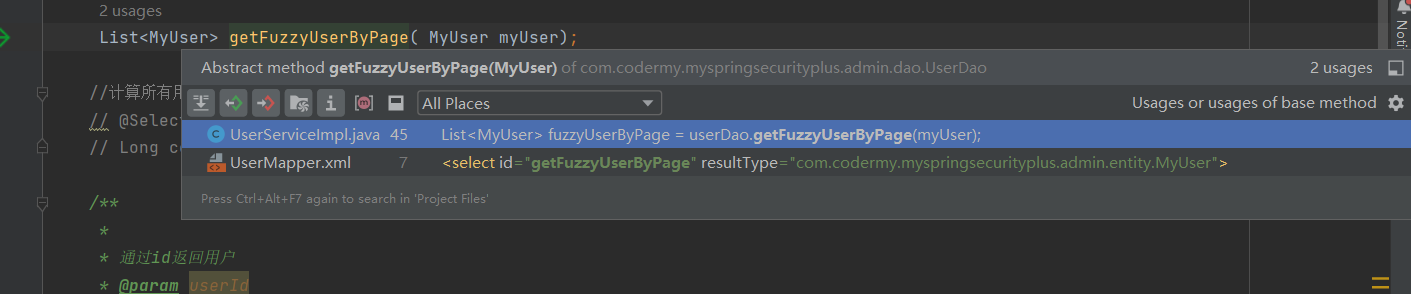 2 usages
List<MyUser> getFuzzyUserByPage( MyUser myUser);
Noti
Abstract method getFuzzyUserByPage(MyUser) of com.codermy.myspringsecurityplus.admin.dao.UserDao 2 usages
//计算所有用
All Places Usages or usages of base method
// @Selec
UserServiceImpl.java 45 List<MyUser> fuzzyUserByPage = userDao.getFuzzyUserByPage(myUser);
// Long co
UserMapper.xml 7 <select id="getFuzzyUserByPage" resultType="com.codermy.myspringsecurityplus.admin.entity.MyUser">
Press Ctrl+Alt+F7 again to search in 'Project Files'
/**
*
* 通过id返回用户
* @param userId